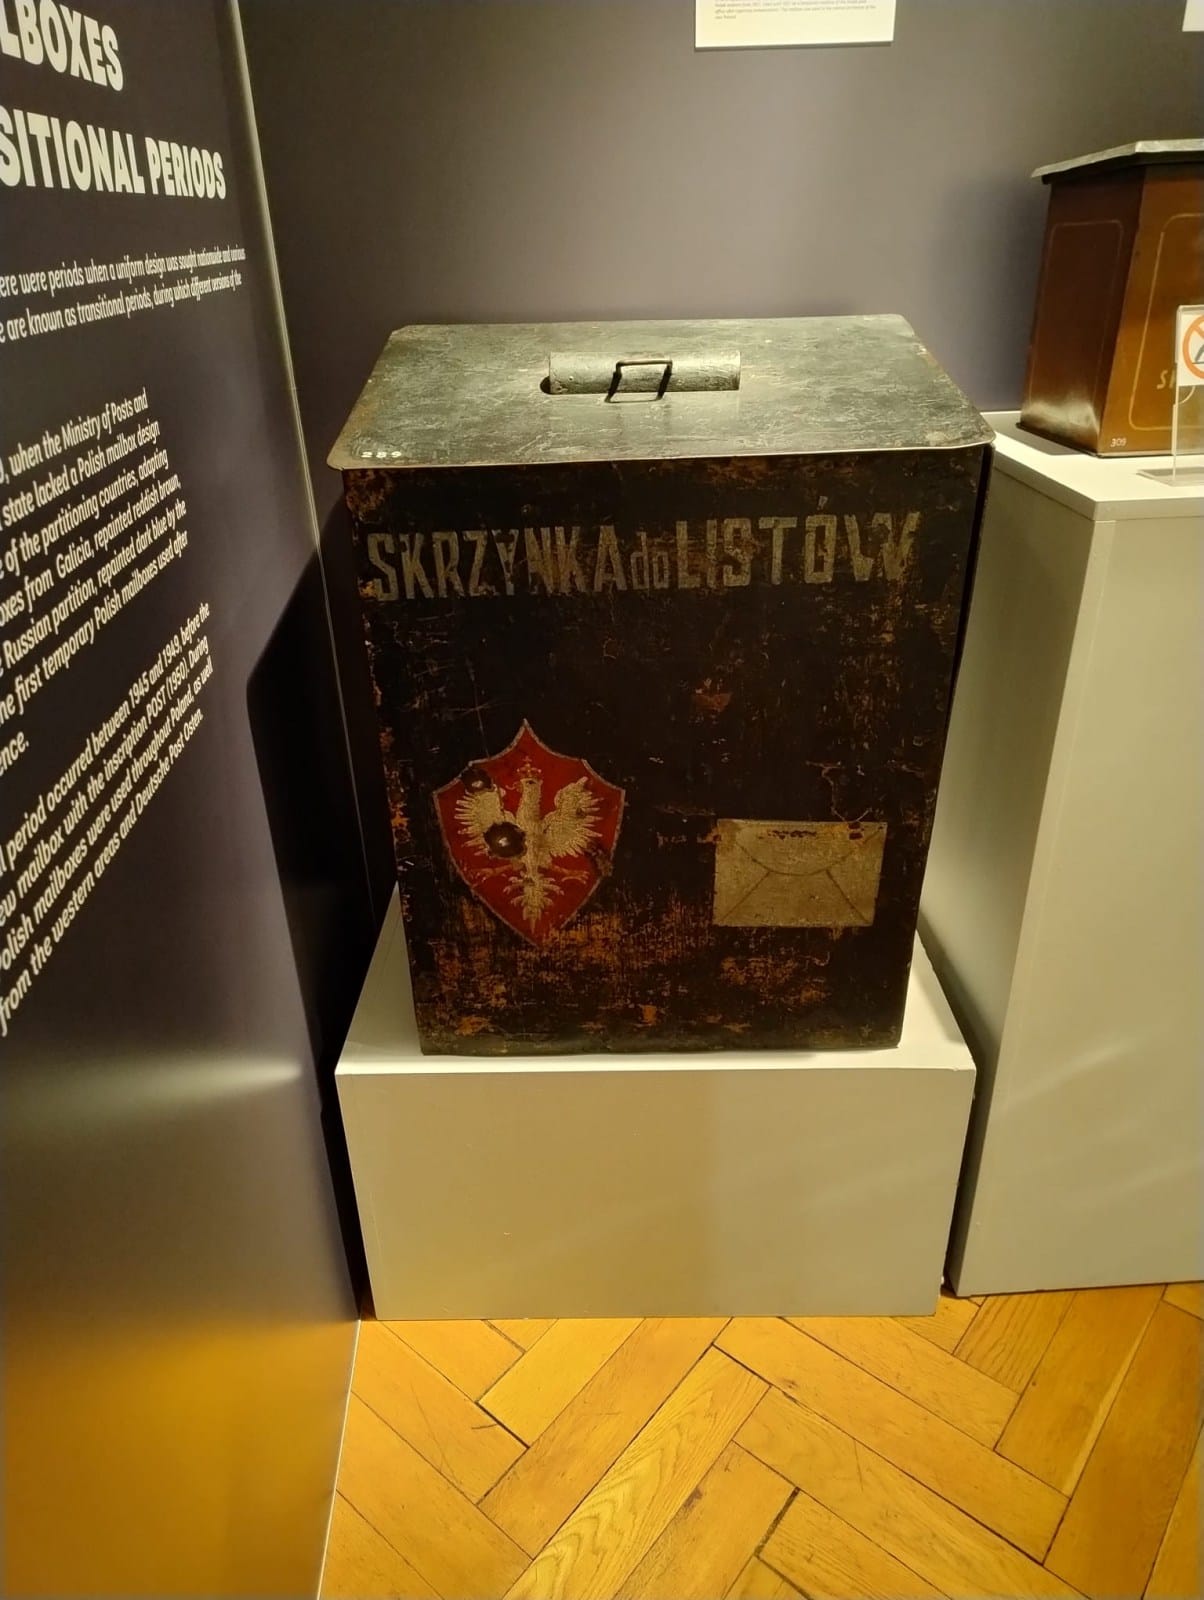 LBOXES
SITIONAL PERIODS
ere were periods when a uniform design was sought nationwide and various
e are known as transitional periods, during which different versions of the
, when the Ministry of Posts and
state lacked a Polish mailbox design
e of the partitioning countries, adapting
oxes from Galicia, repainted reddish brown,
Russian partition, repainted dark blue by the
he first temporary Polish mailboxes used after
ence.
l period occurred between 1945 and 1949, before the
ew mailbox with the inscription POST (1950). During
Polish mailboxes were used throughout Poland, as well
from the western areas and Deutsche Post Osten.
SKRZYNKA do LISTÓW
309